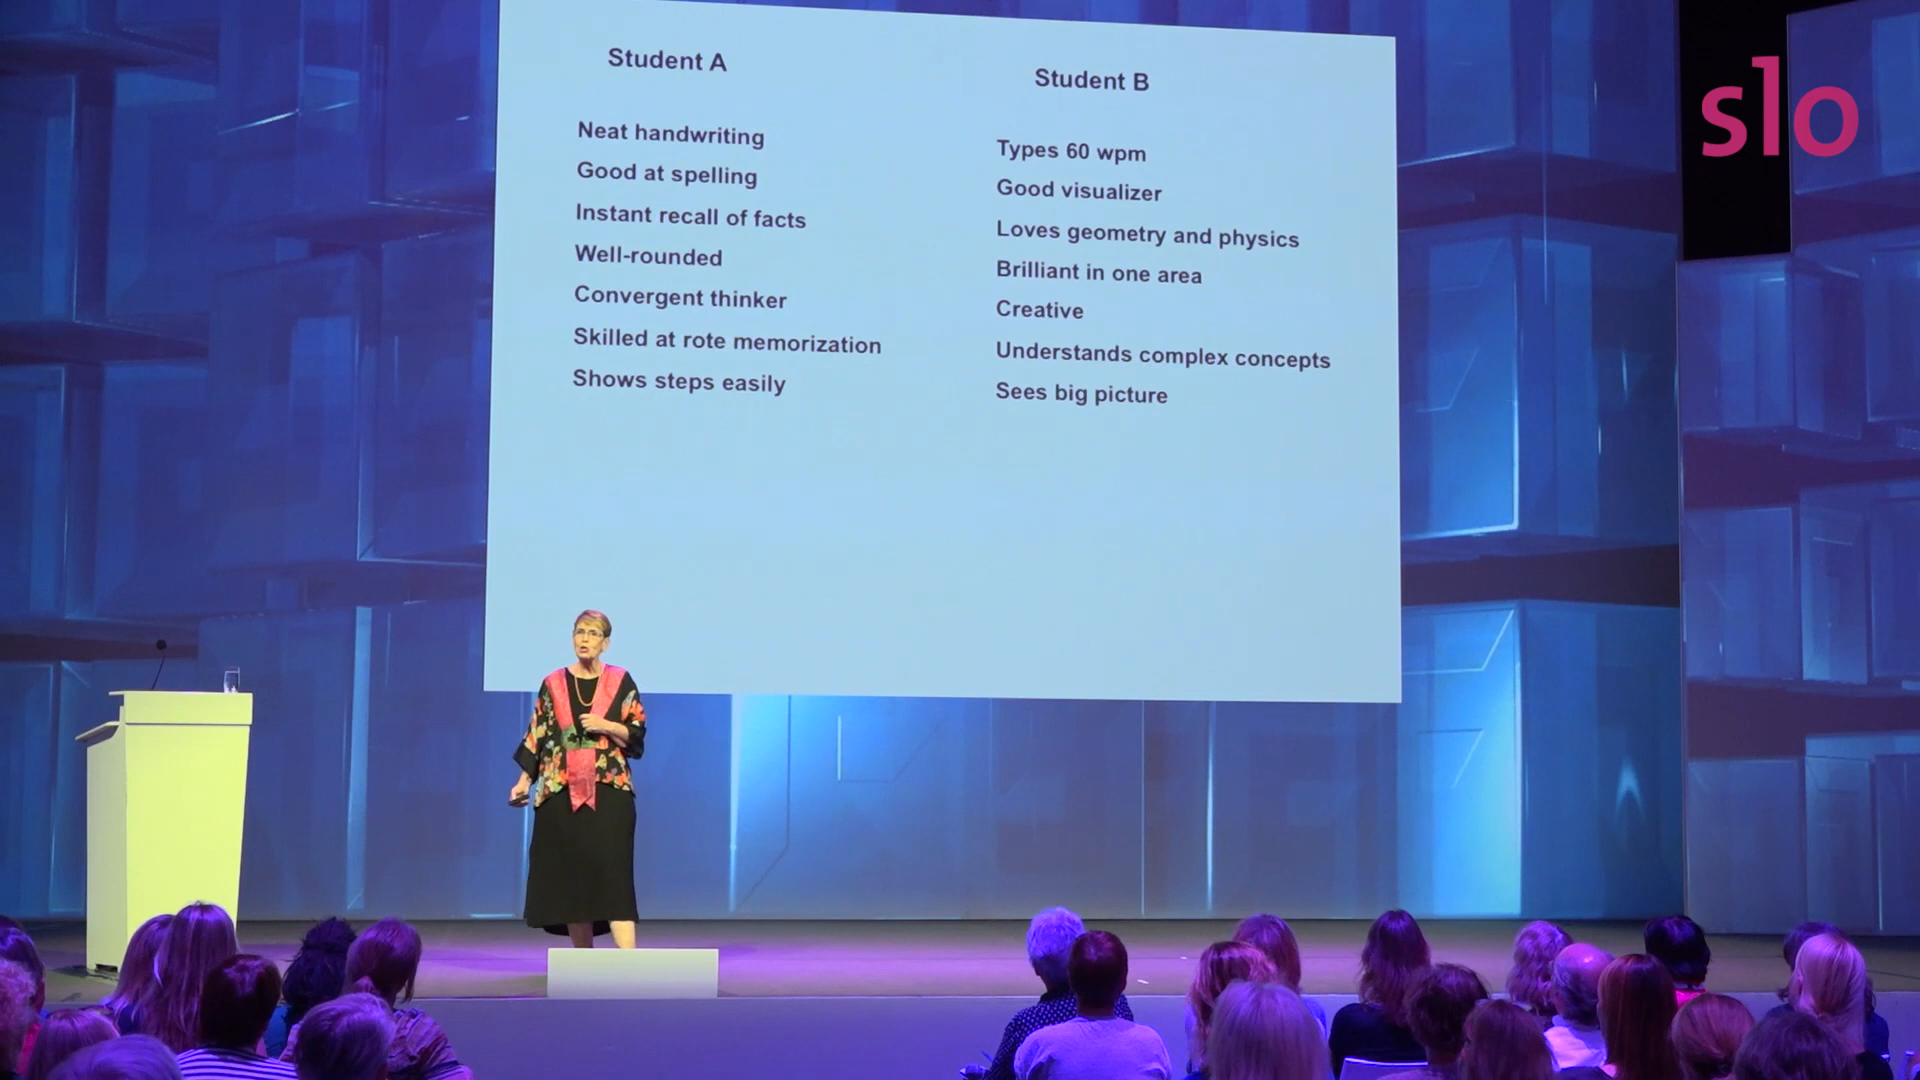 Student A
Neat handwriting
Good at spelling
Instant recall of facts
Well-rounded
Convergent thinker
Skilled at rote memorization
Shows steps easily
Student B
Types 60 wpm
Good visualizer
Loves geometry and physics
Brilliant in one area
Creative
Understands complex concepts
Sees big picture
slo